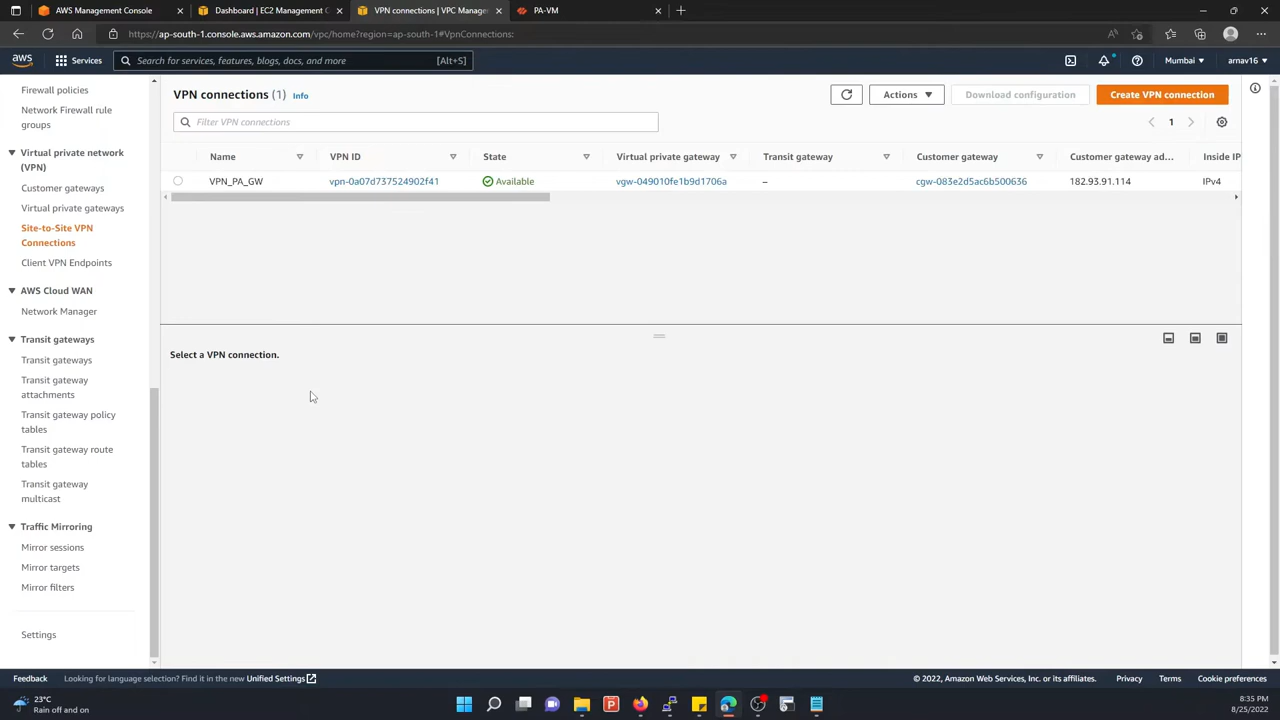 AWS Management Console
Dashboard | EC2 Management C
VPN connections | VPC Manage
PA-VM
https://ap-south-1.console.aws.amazon.com/vpc/home?region=ap-south-1#VpnConnections:
aws
Services
Search for services, features, blogs, docs, and more
[Alt+S]
Mumbai
arnav16
Firewall policies
Network Firewall rule
groups
Virtual private network
(VPN)
Customer gateways
Virtual private gateways
Site-to-Site VPN
Connections
Client VPN Endpoints
AWS Cloud WAN
Network Manager
Transit gateways
Transit gateways
Transit gateway
attachments
Transit gateway policy
tables
Transit gateway route
tables
Transit gateway
multicast
Traffic Mirroring
Mirror sessions
Mirror targets
Mirror filters
Settings
VPN connections (1) Info
Actions
Download configuration
Create VPN connection
Filter VPN connections
1
Name VPN ID State Virtual private gateway Transit gateway Customer gateway Customer gateway ad... Inside IP
VPN_PA_GW vpn-0a07d737524902f41 Available vgw-049010fe1b9d1706a – cgw-083e2d5ac6b500636 182.93.91.114 IPv4
Select a VPN connection.
Feedback Looking for language selection? Find it in the new Unified Settings
© 2022, Amazon Web Services, Inc. or its affiliates. Privacy Terms Cookie preferences
23°C
Rain off and on
8:35 PM
8/25/2022